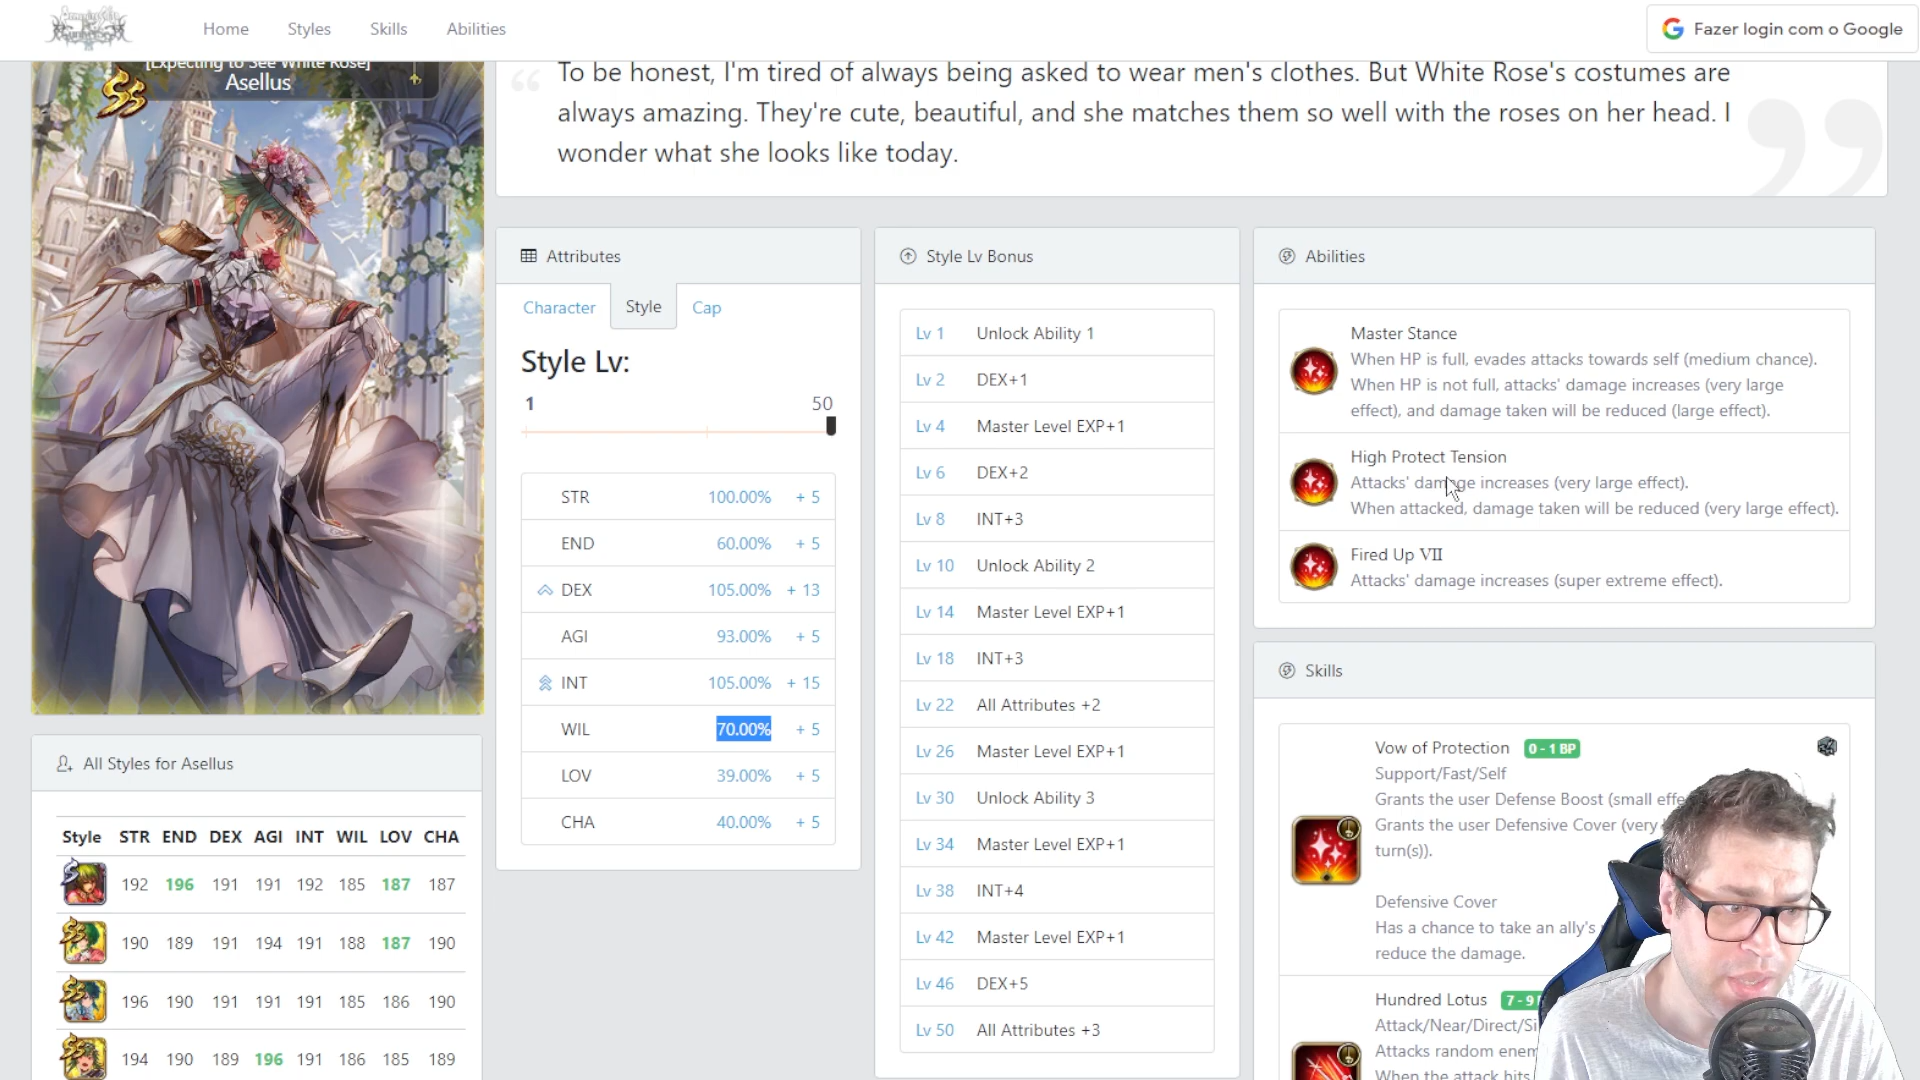 Home
Styles
Skills
Abilities
Fazer login com o Google
[Expecting to See White Rose]
Asellus
SS
To be honest, I'm tired of always being asked to wear men's clothes. But White Rose's costumes are
always amazing. They're cute, beautiful, and she matches them so well with the roses on her head. I
wonder what she looks like today.
Attributes
Character
Style
Cap
Style Lv:
1
50
STR 100.00% + 5
END 60.00% + 5
DEX 105.00% + 13
AGI 93.00% + 5
INT 105.00% + 15
WIL 70.00% + 5
LOV 39.00% + 5
CHA 40.00% + 5
Style Lv Bonus
Lv 1 Unlock Ability 1
Lv 2 DEX+1
Lv 4 Master Level EXP+1
Lv 6 DEX+2
Lv 8 INT+3
Lv 10 Unlock Ability 2
Lv 14 Master Level EXP+1
Lv 18 INT+3
Lv 22 All Attributes +2
Lv 26 Master Level EXP+1
Lv 30 Unlock Ability 3
Lv 34 Master Level EXP+1
Lv 38 INT+4
Lv 42 Master Level EXP+1
Lv 46 DEX+5
Lv 50 All Attributes +3
Abilities
Master Stance
When HP is full, evades attacks towards self (medium chance).
When HP is not full, attacks' damage increases (very large
effect), and damage taken will be reduced (large effect).
High Protect Tension
Attacks' damage increases (very large effect).
When attacked, damage taken will be reduced (very large effect).
Fired Up VII
Attacks' damage increases (super extreme effect).
Skills
Vow of Protection 0 - 1 BP
Support/Fast/Self
Grants the user Defense Boost (small
Grants the user Defensive Cover (very
turn(s)).
Defensive Cover
Has a chance to take an ally's
reduce the damage.
Hundred Lotus 7 - 9
Attack/Near/Direct/
Attacks random
When the attack hits
All Styles for Asellus
Style STR END DEX AGI INT WIL LOV CHA
S 192 196 191 191 192 185 187 187
SS 190 189 191 194 191 188 187 190
SS 196 190 191 191 191 185 186 190
SS 194 190 189 196 191 186 185 189